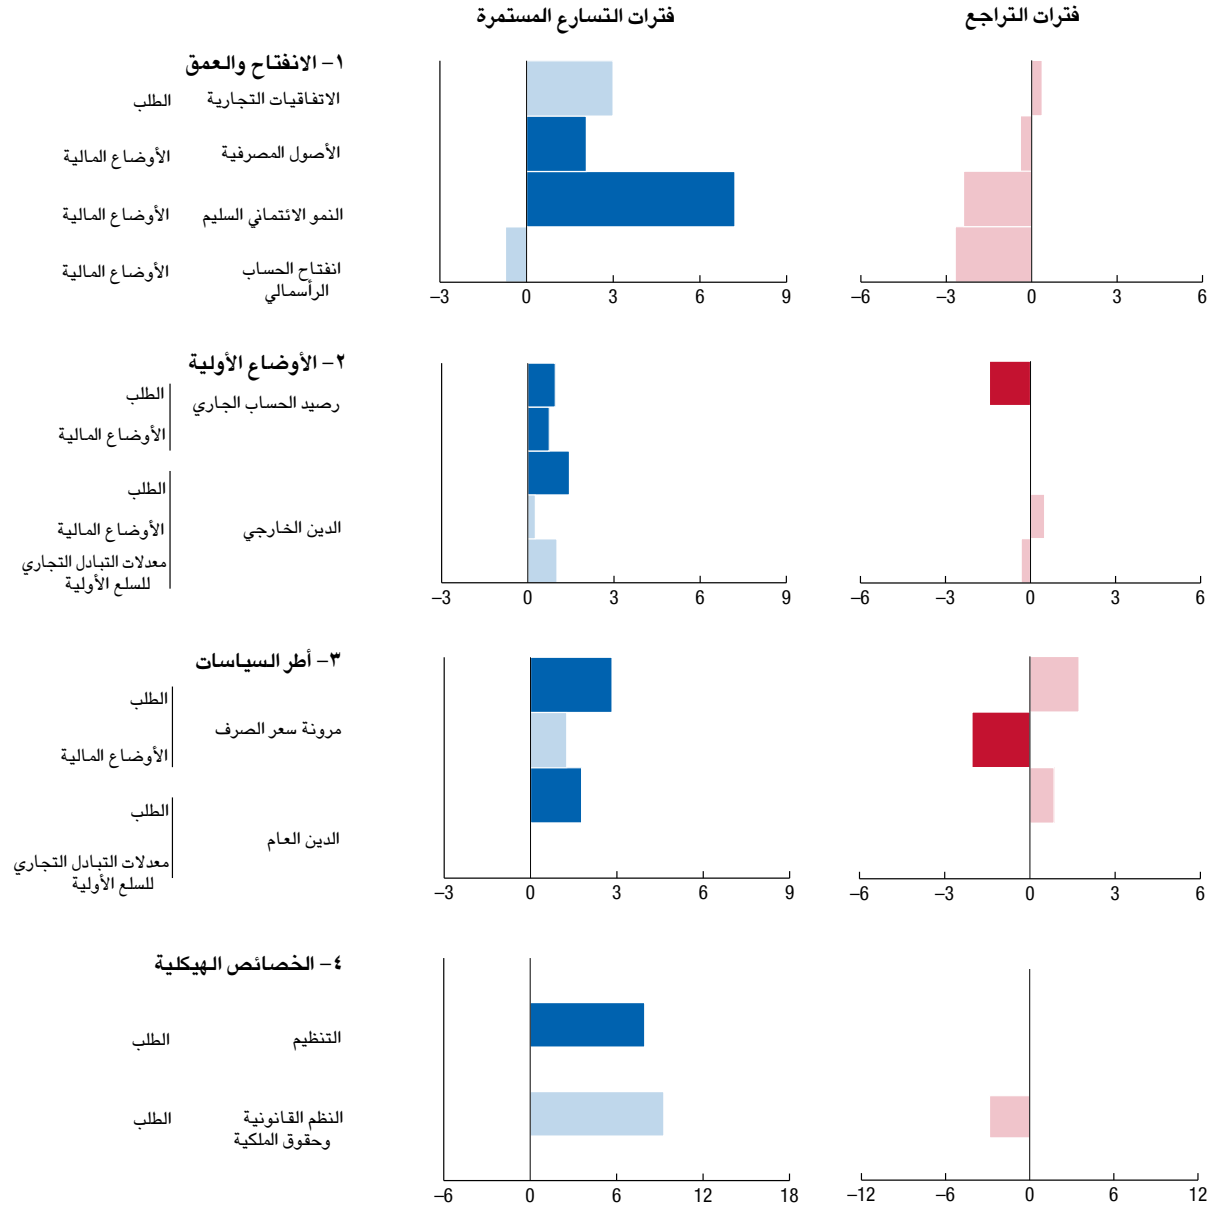 فترات التسارع المستمرة
فترات التراجع
١- الانفتاح والعمق
الاتفاقيات التجارية الطلب
الأصول المصرفية الأوضاع المالية
النمو الائتماني السليم الأوضاع المالية
انفتاح الحساب الأوضاع المالية
الرأسمالي
–3 0 3 6 9
–6 –3 0 3 6
٢- الأوضاع الأولية
رصيد الحساب الجاري الطلب
الأوضاع المالية
الطلب
الدين الخارجي الأوضاع المالية
معدلات التبادل التجاري
للسلع الأولية
–3 0 3 6 9
–6 –3 0 3 6
٣- أطر السياسات
الطلب
مرونة سعر الصرف
الأوضاع المالية
الطلب
الدين العام
معدلات التبادل التجاري
للسلع الأولية
–3 0 3 6 9
–6 –3 0 3 6
٤- الخصائص الهيكلية
التنظيم الطلب
النظم القانونية الطلب
وحقوق الملكية
–6 0 6 12 18
–12 –6 0 6 12